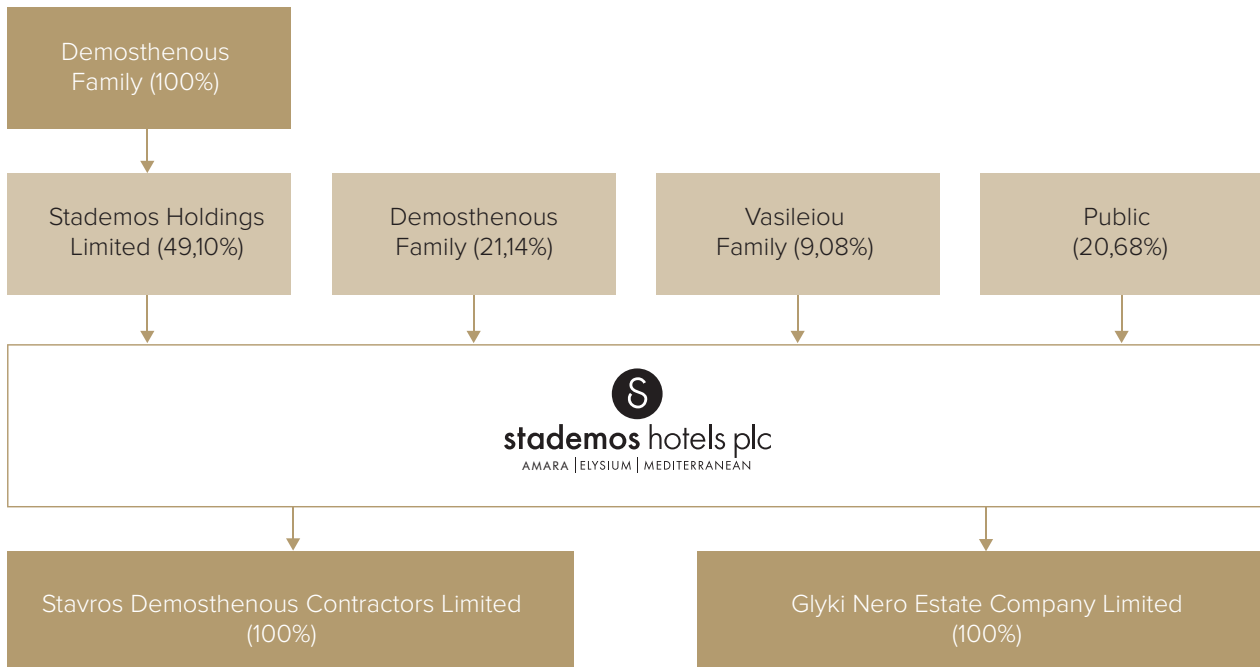 Demosthenous
Family (100%)
Stademos Holdings
Limited (49,10%)
Demosthenous
Family (21,14%)
Vasileiou
Family (9,08%)
Public
(20,68%)
S
stademos hotels plc
AMARA | ELYSIUM | MEDITERRANEAN
Stavros Demosthenous Contractors Limited
(100%)
Glyki Nero Estate Company Limited
(100%)